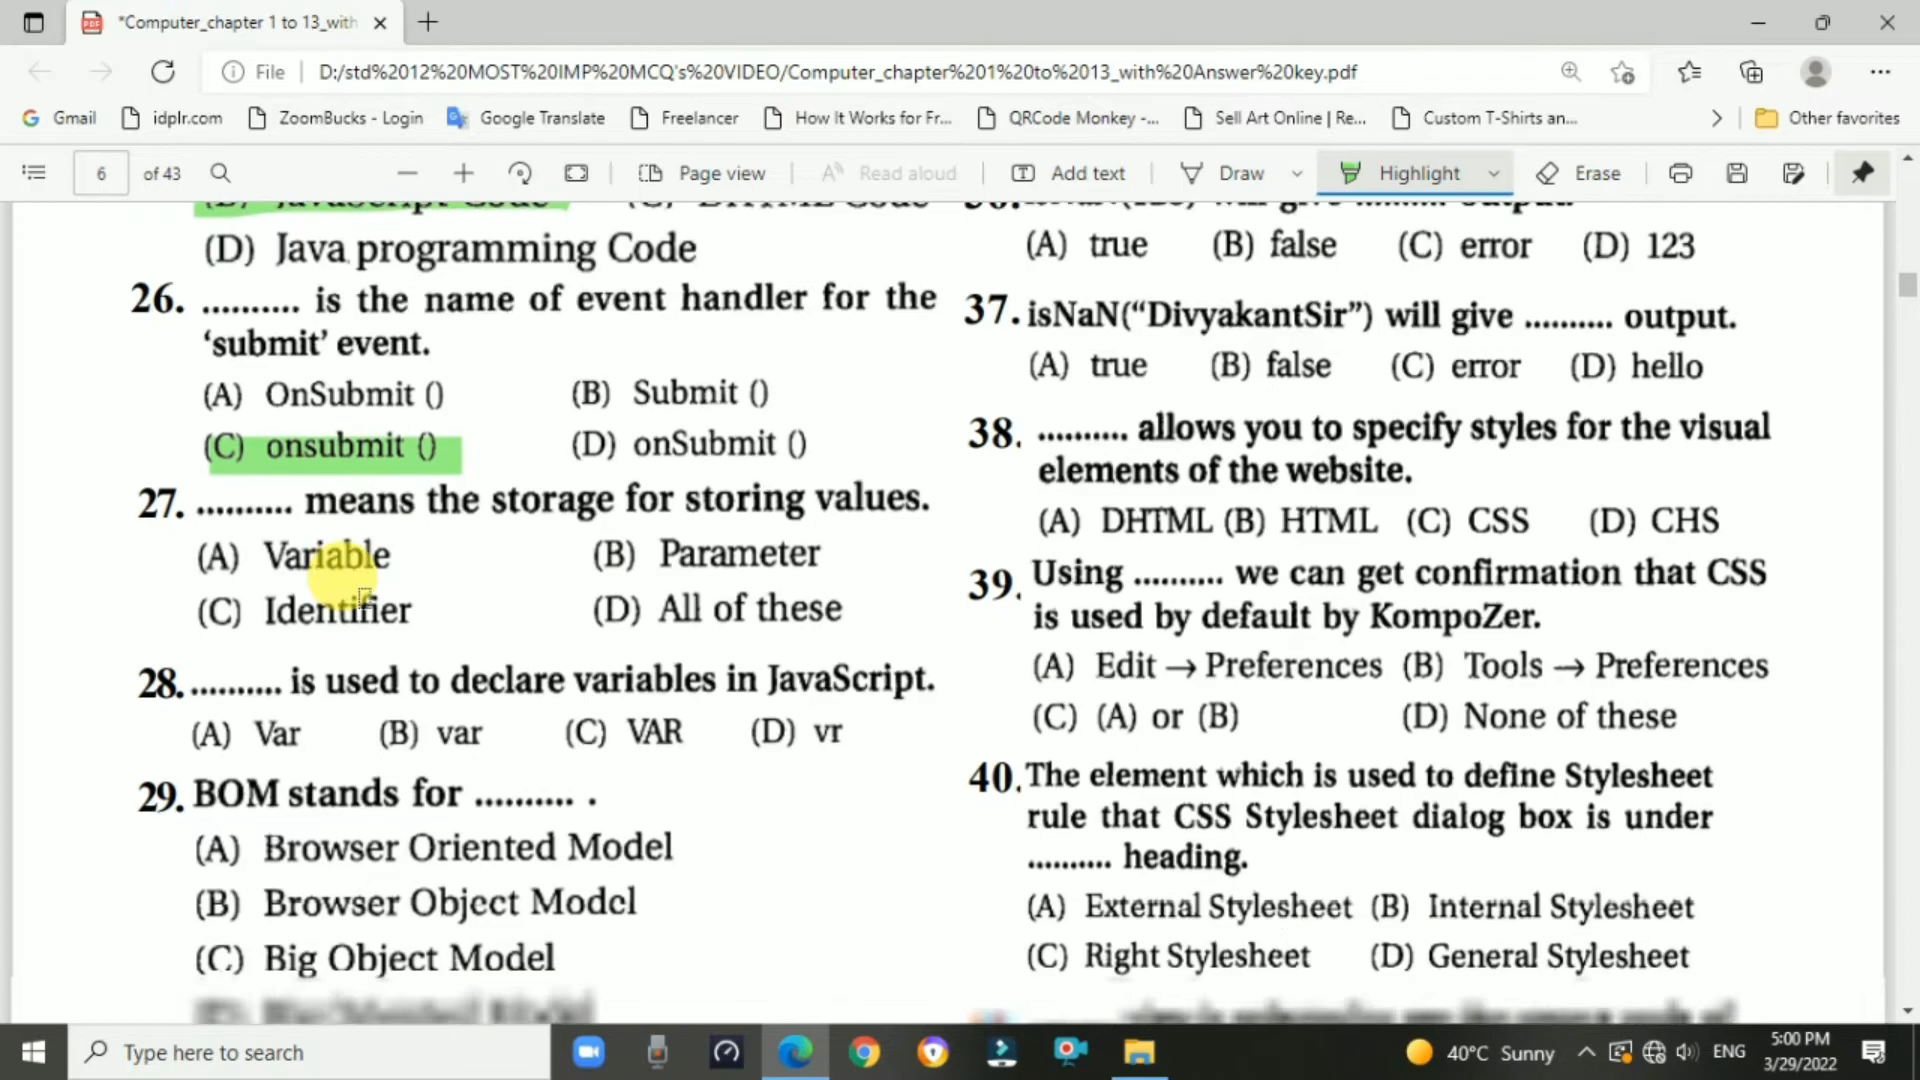 *Computer_chapter 1 to 13_with
File
D:/std%2012%20MOST%20IMP%20MCQ's%20VIDEO/Computer_chapter%201%20to%2013_with%20Answer%20key.pdf
Gmail
idplr.com
ZoomBucks - Login
Google Translate
Freelancer
How It Works for Fr...
QRCode Monkey -...
Sell Art Online | Re...
Custom T-Shirts an...
Other favorites
6 of 43
Page view
Read aloud
Add text
Draw
Highlight
Erase
(D) Java programming Code
26. .......... is the name of event handler for the
‘submit’ event.
(A) OnSubmit () (B) Submit ()
(C) onsubmit () (D) onSubmit ()
27. .......... means the storage for storing values.
(A) Variable (B) Parameter
(C) Identifier (D) All of these
28. .......... is used to declare variables in JavaScript.
(A) Var (B) var (C) VAR (D) vr
29. BOM stands for .......... .
(A) Browser Oriented Model
(B) Browser Object Model
(C) Big Object Model
(A) true (B) false (C) error (D) 123
37. isNaN(“DivyakantSir”) will give .......... output.
(A) true (B) false (C) error (D) hello
38. .......... allows you to specify styles for the visual
elements of the website.
(A) DHTML (B) HTML (C) CSS (D) CHS
39. Using .......... we can get confirmation that CSS
is used by default by KompoZer.
(A) Edit → Preferences (B) Tools → Preferences
(C) (A) or (B) (D) None of these
40. The element which is used to define Stylesheet
rule that CSS Stylesheet dialog box is under
.......... heading.
(A) External Stylesheet (B) Internal Stylesheet
(C) Right Stylesheet (D) General Stylesheet
Type here to search
40°C Sunny
ENG
5:00 PM
3/29/2022